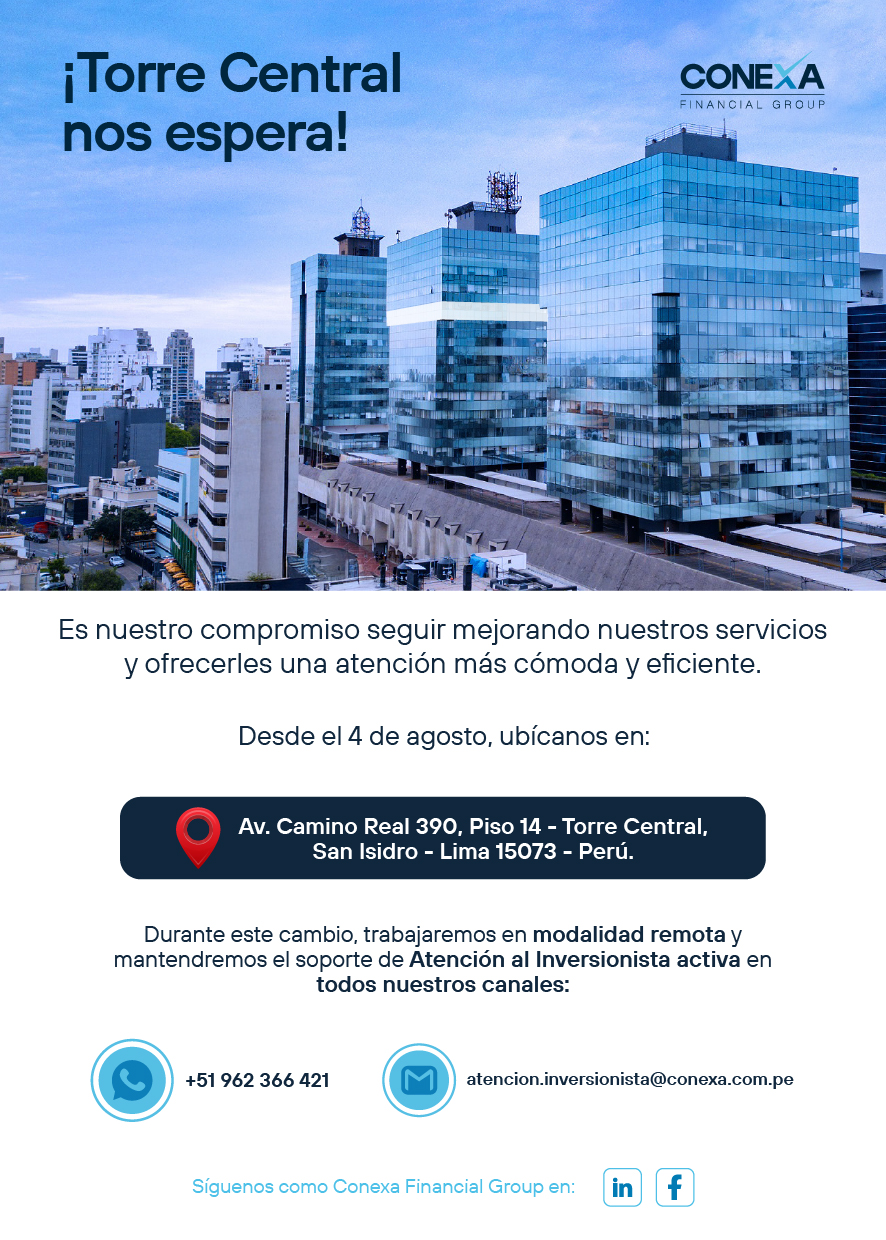 ¡Torre Central
nos espera!
CONEXA
FINANCIAL GROUP
Es nuestro compromiso seguir mejorando nuestros servicios
y ofrecerles una atención más cómoda y eficiente.
Desde el 4 de agosto, ubícanos en:
Av. Camino Real 390, Piso 14 - Torre Central,
San Isidro - Lima 15073 - Perú.
Durante este cambio, trabajaremos en modalidad remota y
mantendremos el soporte de Atención al Inversionista activa en
todos nuestros canales:
+51 962 366 421
atencion.inversionista@conexa.com.pe
Síguenos como Conexa Financial Group en: